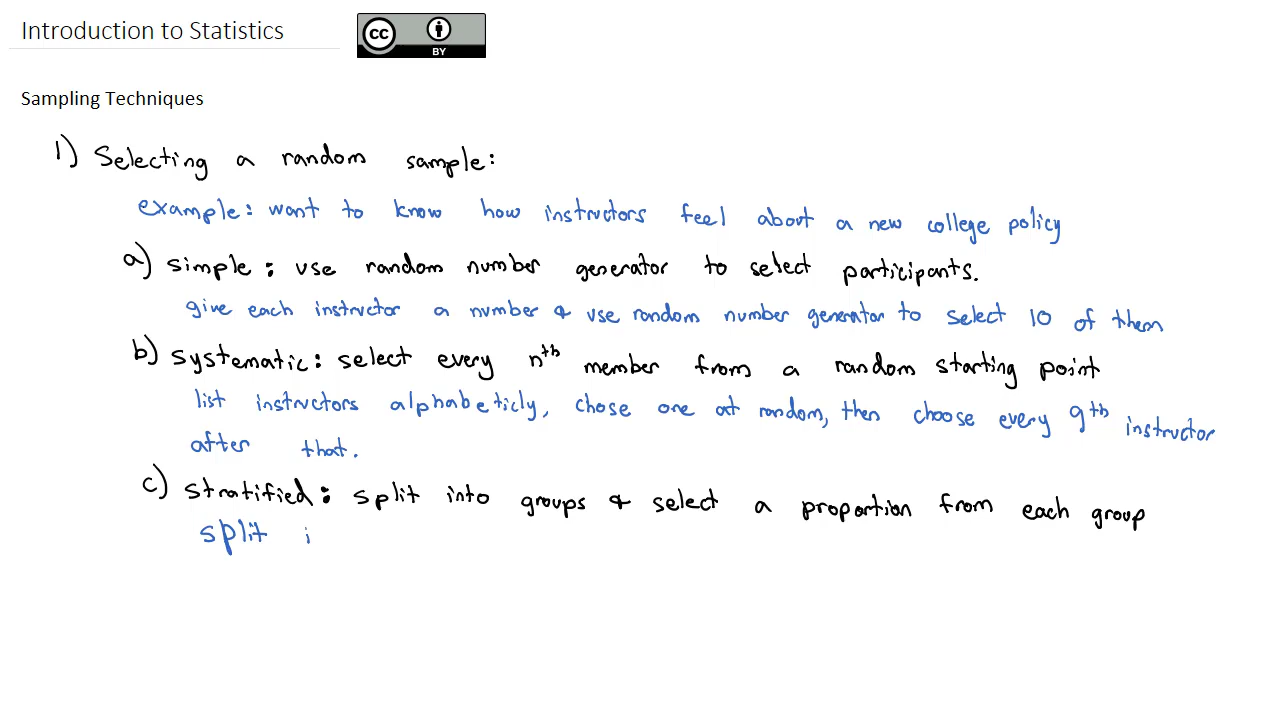 Introduction to Statistics
cc BY
Sampling Techniques
1) Selecting a random sample:
example: want to know how instructors feel about a new college policy
a) simple: use random number generator to select participants.
give each instructor a number & use random number generator to select 10 of them
b) systematic: select every nth member from a random starting point
list instructors alphabeticly, chose one at random, then choose every 9th instructor
after that.
c) stratified: split into groups & select a proportion from each group
split i